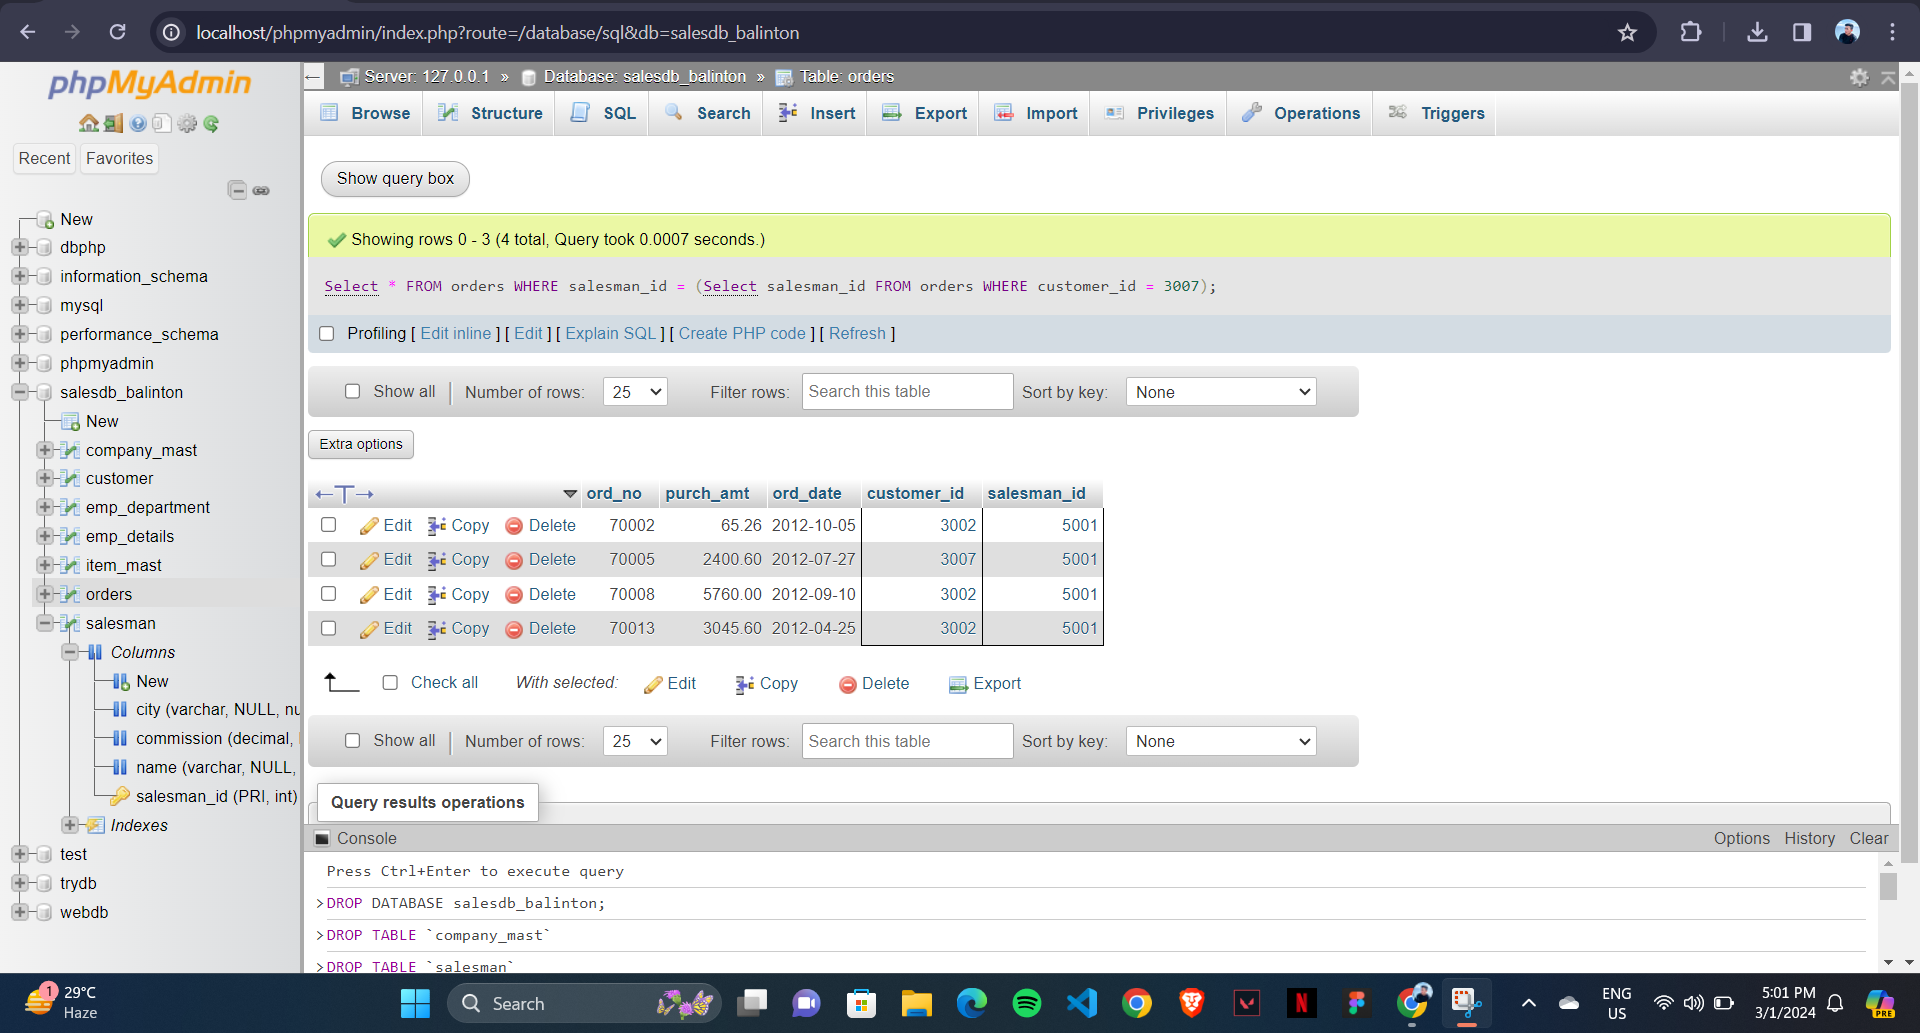 localhost/phpmyadmin/index.php?route=/database/sql&db=salesdb_balinton
phpMyAdmin
Recent Favorites
New
dbphp
information_schema
mysql
performance_schema
phpmyadmin
salesdb_balinton
New
company_mast
customer
emp_department
emp_details
item_mast
orders
salesman
Columns
New
city (varchar, NULL, nu
commission (decimal,
name (varchar, NULL,
salesman_id (PRI, int)
Indexes
test
trydb
webdb
Server: 127.0.0.1 » Database: salesdb_balinton » Table: orders
Browse Structure SQL Search Insert Export Import Privileges Operations Triggers
Show query box
Showing rows 0 - 3 (4 total, Query took 0.0007 seconds.)
Select * FROM orders WHERE salesman_id = (Select salesman_id FROM orders WHERE customer_id = 3007);
Profiling [ Edit inline ] [ Edit ] [ Explain SQL ] [ Create PHP code ] [ Refresh ]
Show all Number of rows: 25 Filter rows: Search this table Sort by key: None
Extra options
ord_no purch_amt ord_date customer_id salesman_id
Edit Copy Delete 70002 65.26 2012-10-05 3002 5001
Edit Copy Delete 70005 2400.60 2012-07-27 3007 5001
Edit Copy Delete 70008 5760.00 2012-09-10 3002 5001
Edit Copy Delete 70013 3045.60 2012-04-25 3002 5001
Check all With selected: Edit Copy Delete Export
Show all Number of rows: 25 Filter rows: Search this table Sort by key: None
Query results operations
Console Options History Clear
Press Ctrl+Enter to execute query
>DROP DATABASE salesdb_balinton;
>DROP TABLE `company_mast`
>DROP TABLE `salesman`
1
29°C
Haze
Search
N
PRE
ENG
US
5:01 PM
3/1/2024